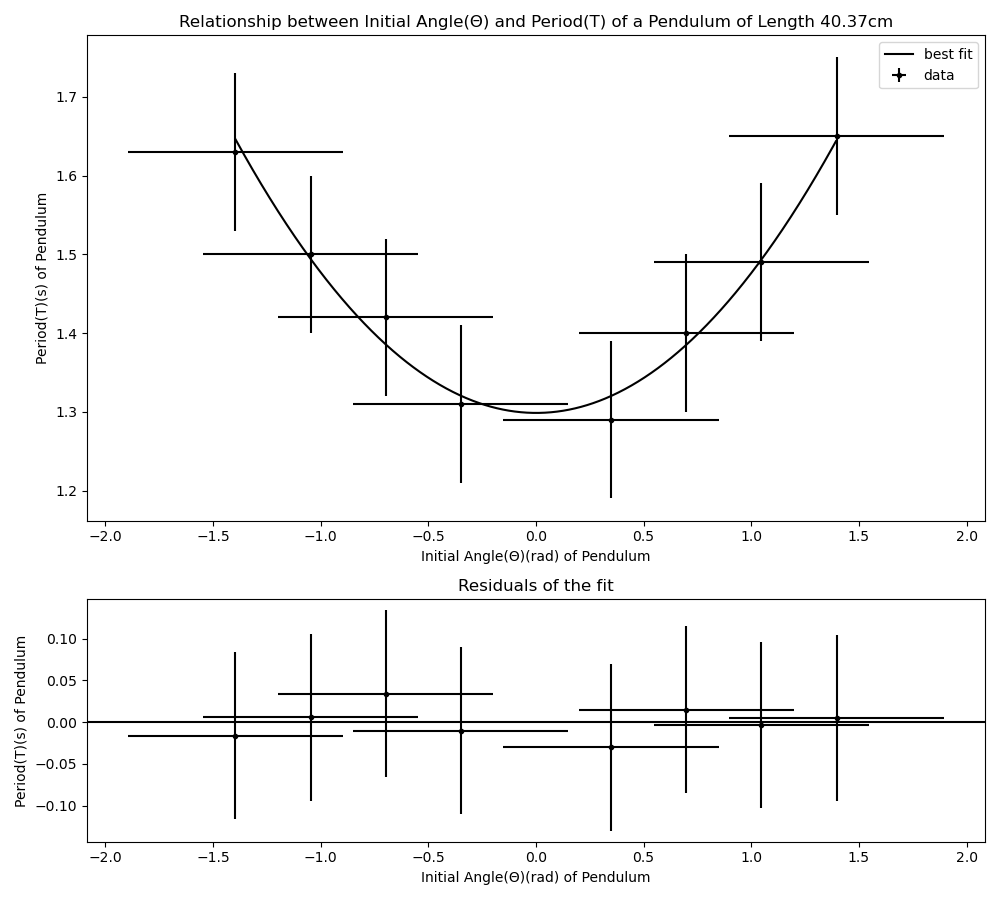 Relationship between Initial Angle(Θ) and Period(T) of a Pendulum of Length 40.37cm
best fit
data
Period(T)(s) of Pendulum
1.7
1.6
1.5
1.4
1.3
1.2
−2.0 −1.5 −1.0 −0.5 0.0 0.5 1.0 1.5 2.0
Initial Angle(Θ)(rad) of Pendulum
Residuals of the fit
Period(T)(s) of Pendulum
0.10
0.05
0.00
−0.05
−0.10
−2.0 −1.5 −1.0 −0.5 0.0 0.5 1.0 1.5 2.0
Initial Angle(Θ)(rad) of Pendulum